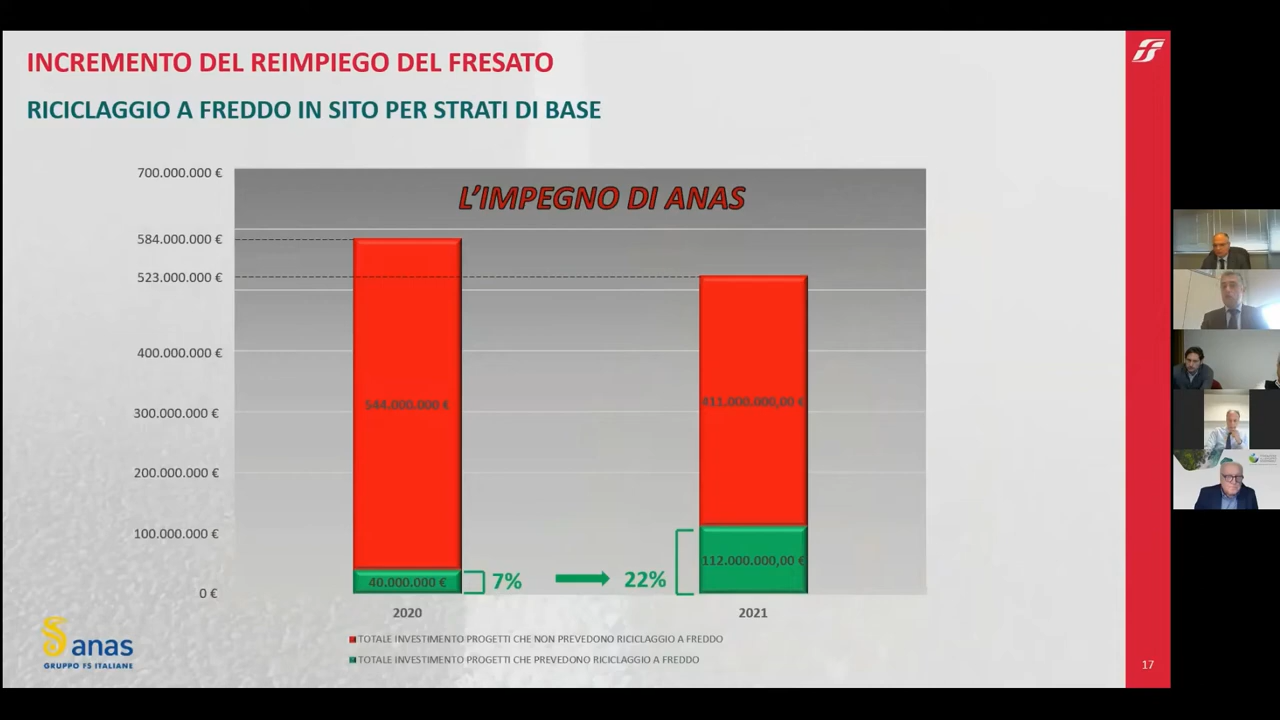 INCREMENTO DEL REIMPIEGO DEL FRESATO
RICICLAGGIO A FREDDO IN SITO PER STRATI DI BASE
L'IMPEGNO DI ANAS
700.000.000 €
584.000.000 €
523.000.000 €
400.000.000 €
300.000.000 €
200.000.000 €
100.000.000 €
0 €
544.000.000 €
40.000.000 €
7%
22%
411.000.000,00 €
112.000.000,00 €
2020
2021
TOTALE INVESTIMENTO PROGETTI CHE NON PREVEDONO RICICLAGGIO A FREDDO
TOTALE INVESTIMENTO PROGETTI CHE PREVEDONO RICICLAGGIO A FREDDO
anas
GRUPPO FS ITALIANE
17